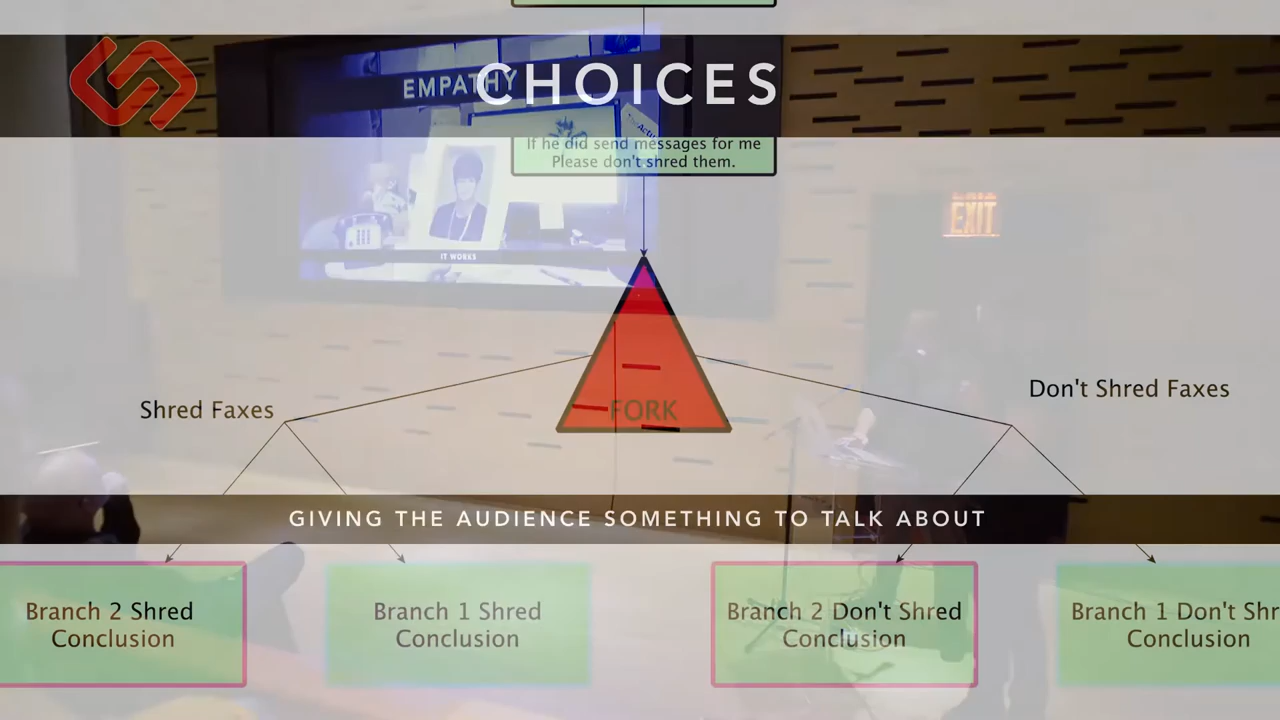 EMPATHY
CHOICES
If he did send messages for me
Please don't shred them.
EXIT
IT WORKS
FORK
Shred Faxes
Don't Shred Faxes
GIVING THE AUDIENCE SOMETHING TO TALK ABOUT
Branch 2 Shred
Conclusion
Branch 1 Shred
Conclusion
Branch 2 Don't Shred
Conclusion
Branch 1 Don't Shr
Conclusion